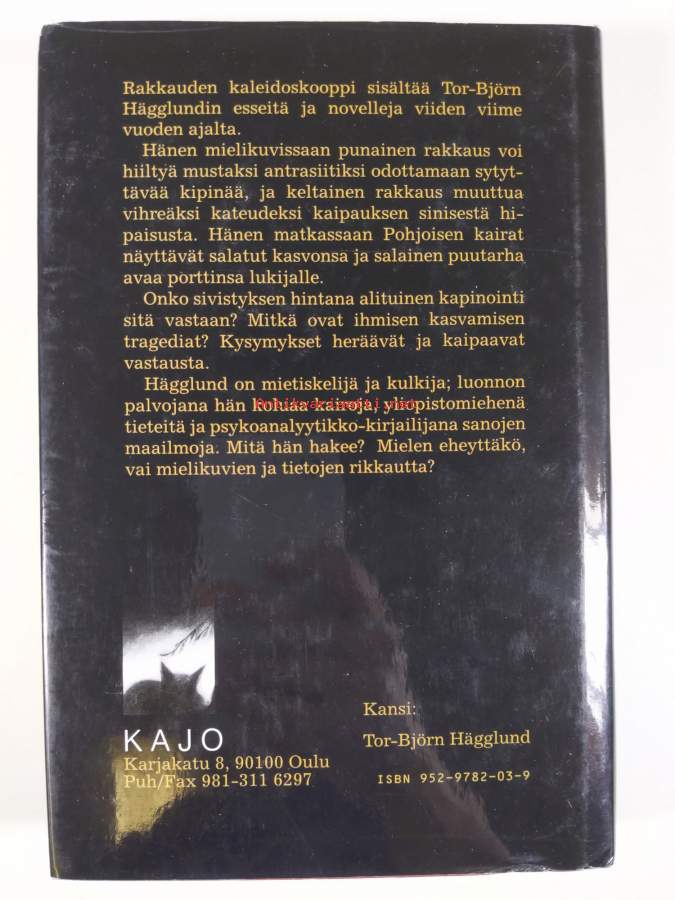 Rakkauden kaleidoskooppi sisältää Tor-Björn
Hägglundin esseitä ja novelleja viiden viime
vuoden ajalta.
Hänen mielikuvissaan punainen rakkaus voi
hiiltyä mustaksi antrasiitiksi odottamaan sytyt-
tävää kipinää, ja keltainen rakkaus muuttua
vihreäksi kateudeksi kaipauksen sinisestä hi-
paisusta. Hänen matkassaan Pohjoisen kairat
näyttävät salatut kasvonsa ja salainen puutarha
avaa porttinsa lukijalle.
Onko sivistyksen hintana alituinen kapinointi
sitä vastaan? Mitkä ovat ihmisen kasvamisen
tragediat? Kysymykset heräävät ja kaipaavat
vastausta.
Hägglund on mietiskelijä ja kulkija; luonnon
palvojana hän koluaa kairoja, yliopistomiehenä
tieteitä ja psykoanalyytikko-kirjailijana sanojen
maailmoja. Mitä hän hakee? Mielen eheyttäkö,
vai mielikuvien ja tietojen rikkautta?
KAJO
Karjakatu 8, 90100 Oulu
Puh/Fax 981-311 6297
Kansi:
Tor-Björn Hägglund
ISBN 952-9782-03-9